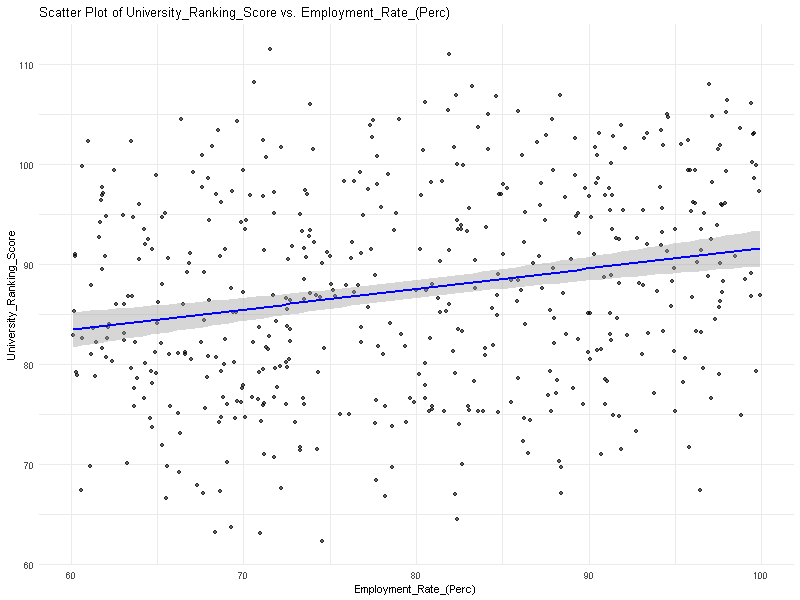 Scatter Plot of University_Ranking_Score vs. Employment_Rate_(Perc)
University_Ranking_Score
110
100
90
80
70
60
60 70 80 90 100
Employment_Rate_(Perc)